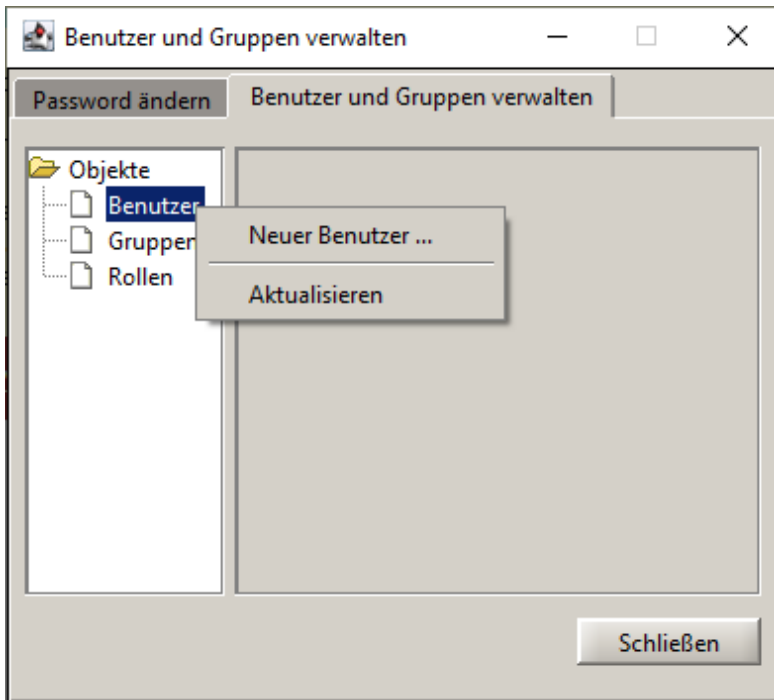 Benutzer und Gruppen verwalten
Password ändern
Benutzer und Gruppen verwalten
Objekte
Benutzer
Gruppen
Rollen
Neuer Benutzer ...
Aktualisieren
Schließen